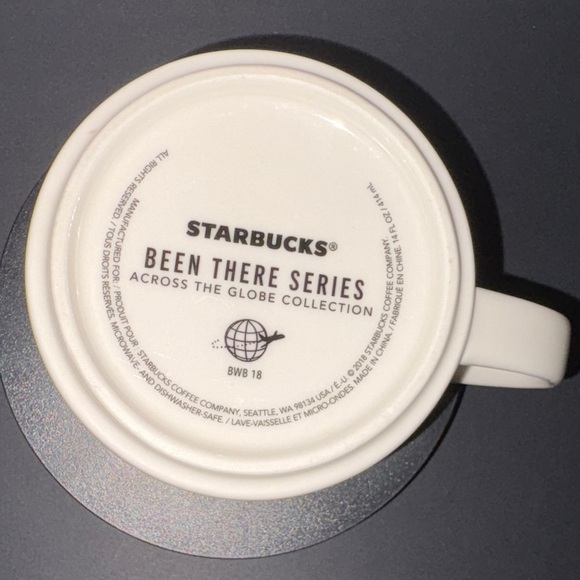 STARBUCKS®
BEEN THERE SERIES
ACROSS THE GLOBE COLLECTION
BWB 18
MANUFACTURED FOR: / PRODUIT POUR : STARBUCKS COFFEE COMPANY, SEATTLE, WA 98134 USA / É.-U. © 2018 STARBUCKS COFFEE COMPANY.
ALL RIGHTS RESERVED. / TOUS DROITS RÉSERVÉS. MICROWAVE- AND DISHWASHER-SAFE. / LAVE-VAISSELLE ET MICRO-ONDES. MADE IN CHINA. / FABRIQUÉ EN CHINE. 14 FL OZ / 414 mL